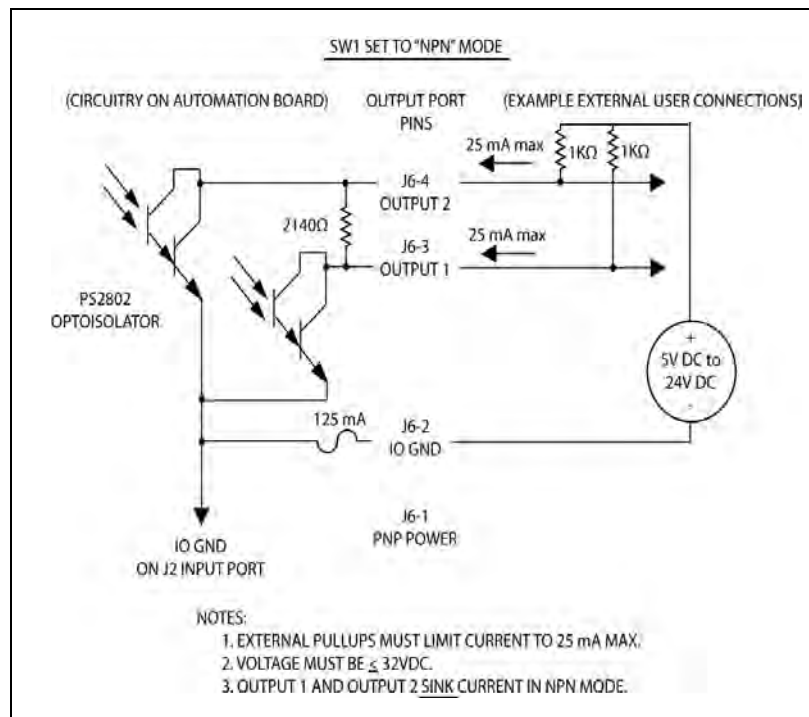 SW1 SET TO "NPN" MODE
(CIRCUITRY ON AUTOMATION BOARD)
OUTPUT PORT
PINS
(EXAMPLE EXTERNAL USER CONNECTIONS)
25 mA max
1KΩ
1KΩ
J6-4
OUTPUT 2
2140Ω
J6-3
OUTPUT 1
25 mA max
PS2802
OPTOISOLATOR
+
5V DC to
24V DC
-
125 mA
J6-2
IO GND
J6-1
PNP POWER
IO GND
ON J2 INPUT PORT
NOTES:
1. EXTERNAL PULLUPS MUST LIMIT CURRENT TO 25 mA MAX.
2. VOLTAGE MUST BE ≤ 32VDC.
3. OUTPUT 1 AND OUTPUT 2 SINK CURRENT IN NPN MODE.